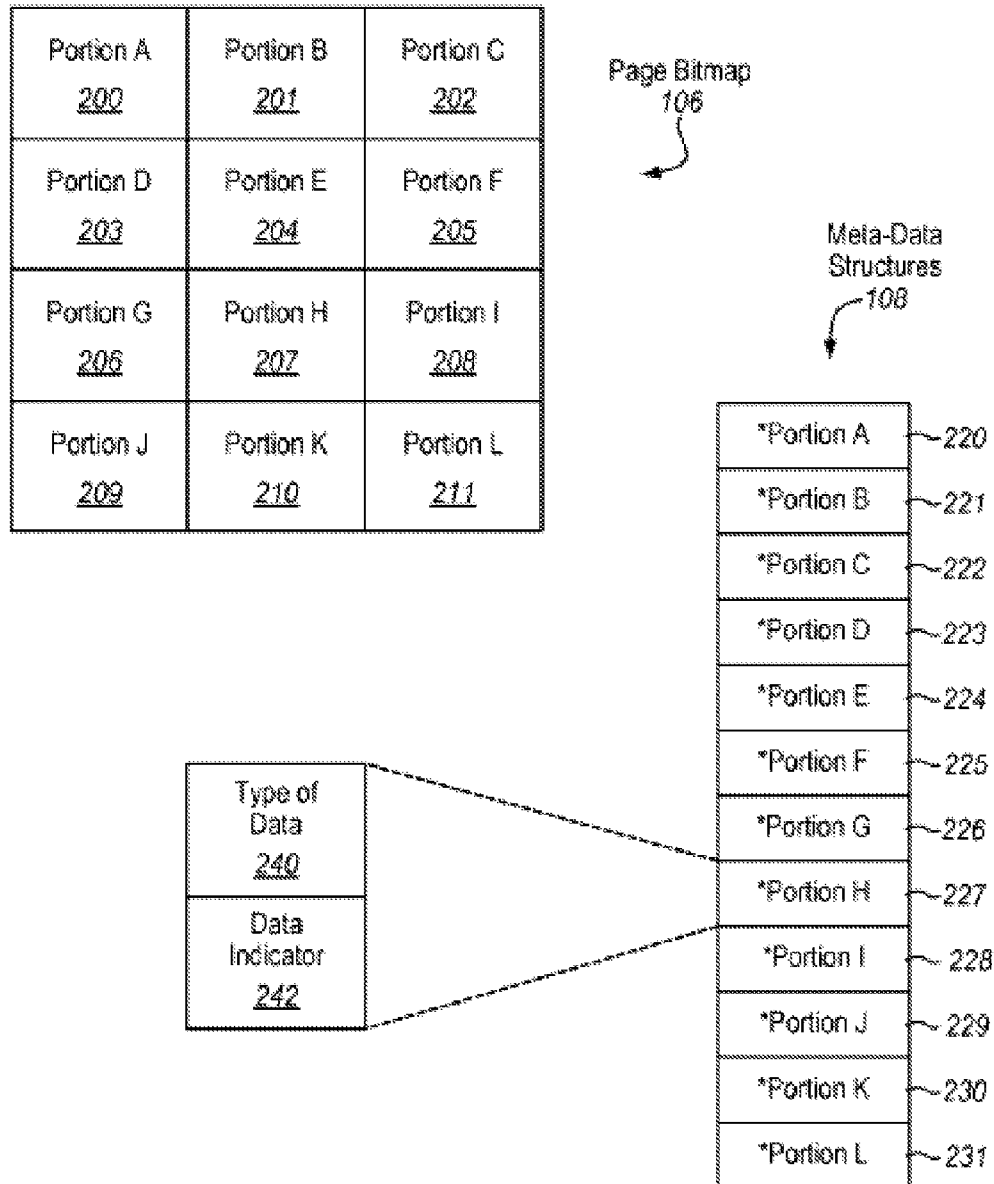 Portion A Portion B Portion C
200 201 202
Portion D Portion E Portion F
203 204 205
Portion G Portion H Portion I
206 207 208
Portion J Portion K Portion L
209 210 211
Page Bitmap
106
Meta-Data
Structures
108
*Portion A 220
*Portion B 221
*Portion C 222
*Portion D 223
*Portion E 224
*Portion F 225
*Portion G 226
*Portion H 227
*Portion I 228
*Portion J 229
*Portion K 230
*Portion L 231
Type of
Data
240
Data
Indicator
242